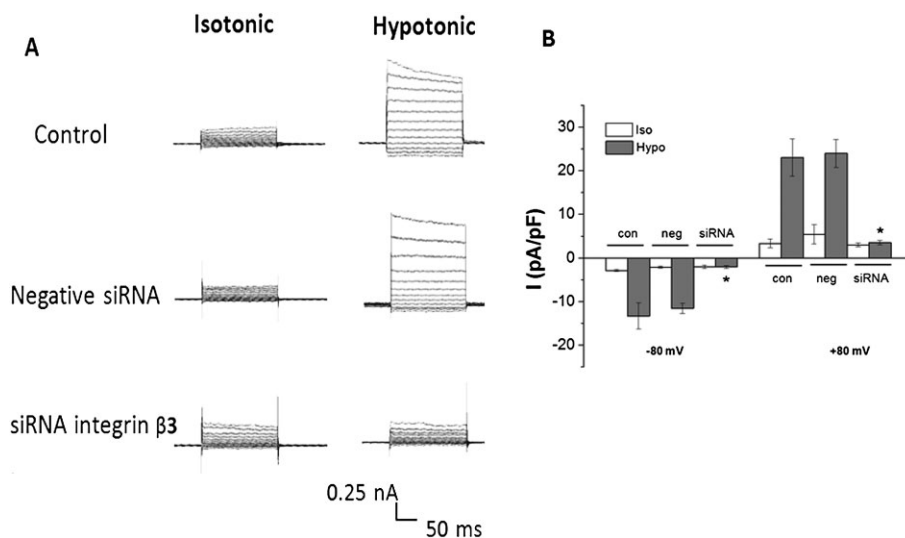 A
Isotonic Hypotonic
Control
Negative siRNA
siRNA integrin β3
0.25 nA
50 ms
B
I (pA/pF)
30
20
10
0
-10
-20
Iso
Hypo
con neg siRNA
*
-80 mV
*
con neg siRNA
+80 mV